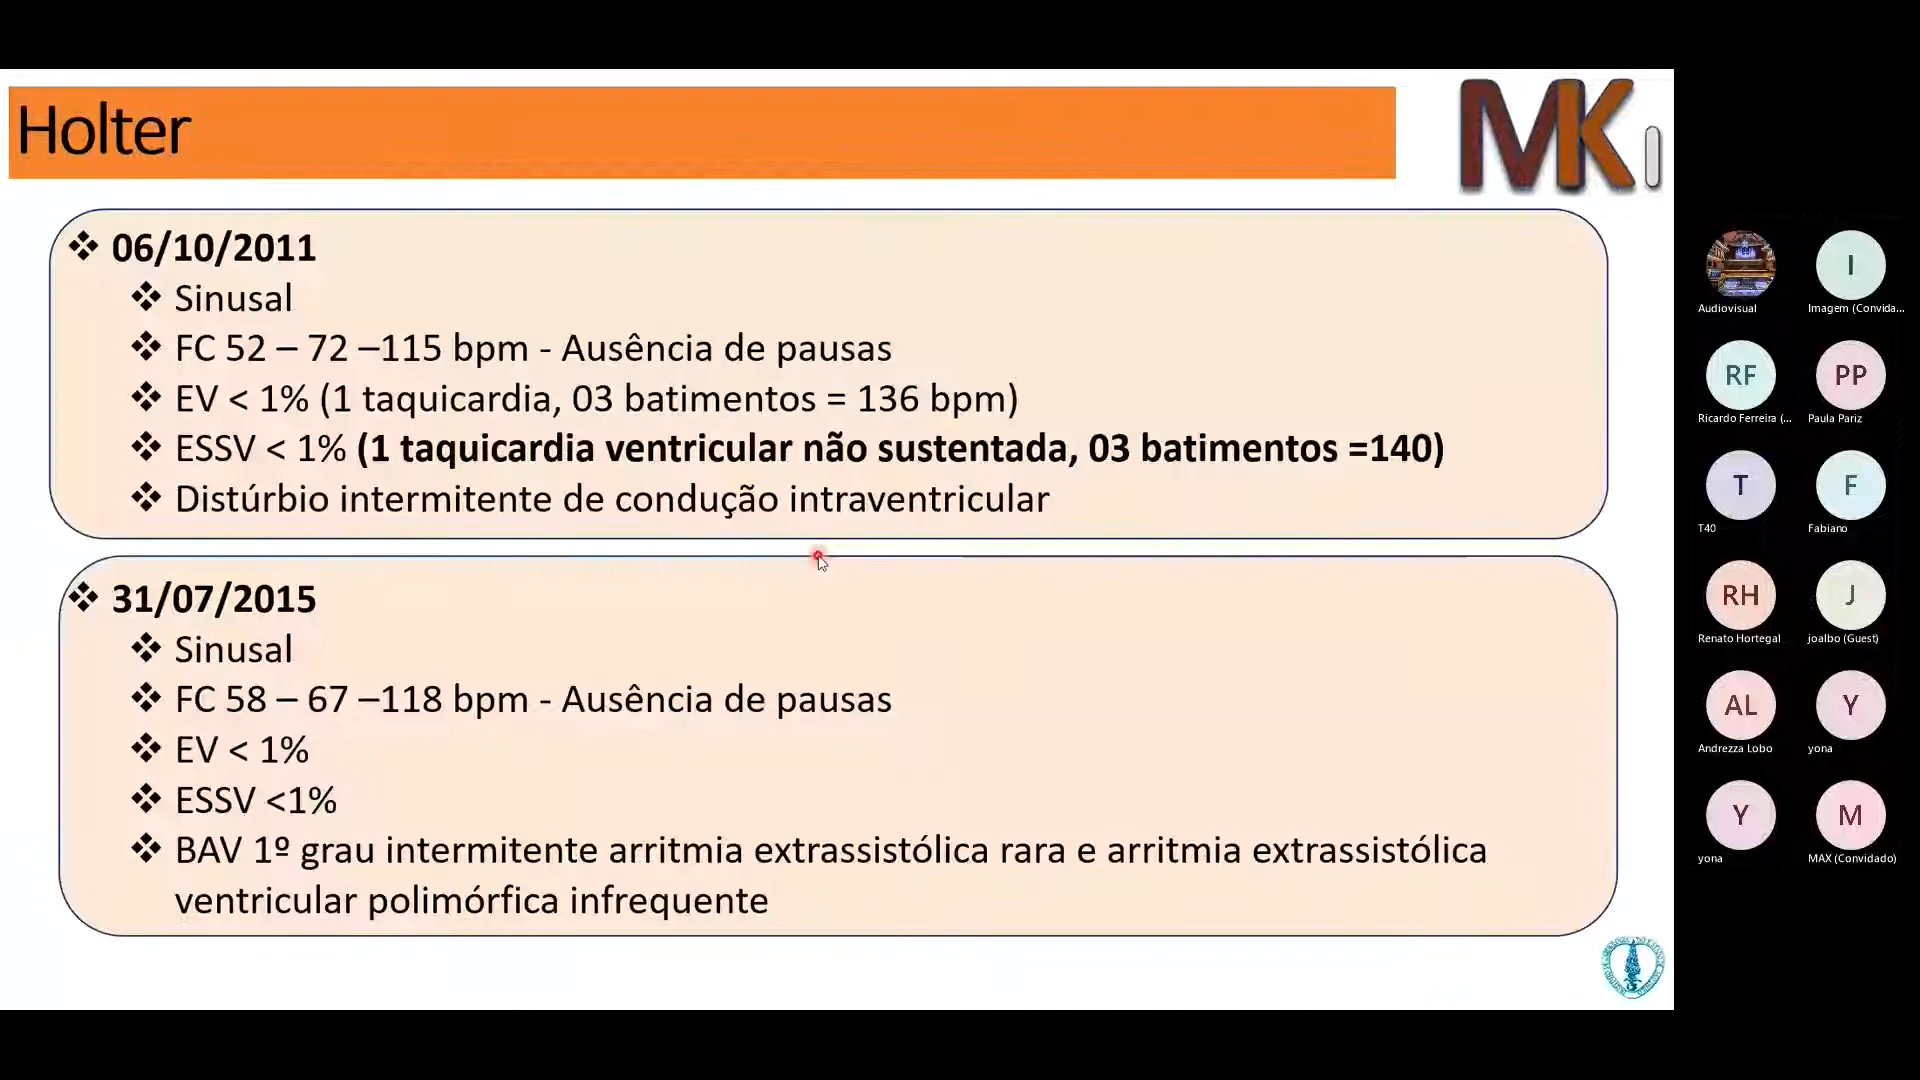 Holter
MK
06/10/2011
Sinusal
FC 52 – 72 –115 bpm - Ausência de pausas
EV < 1% (1 taquicardia, 03 batimentos = 136 bpm)
ESSV < 1% (1 taquicardia ventricular não sustentada, 03 batimentos =140)
Distúrbio intermitente de condução intraventricular
31/07/2015
Sinusal
FC 58 – 67 –118 bpm - Ausência de pausas
EV < 1%
ESSV <1%
BAV 1º grau intermitente arritmia extrassistólica rara e arritmia extrassistólica
ventricular polimórfica infrequente
I
Audiovisual
Imagem (Convida...
RF
PP
Ricardo Ferreira (...
Paula Pariz
T
F
T40
Fabiano
RH
J
Renato Hortegal
joalbo (Guest)
AL
Y
Andrezza Lobo
yona
Y
M
yona
MAX (Convidado)